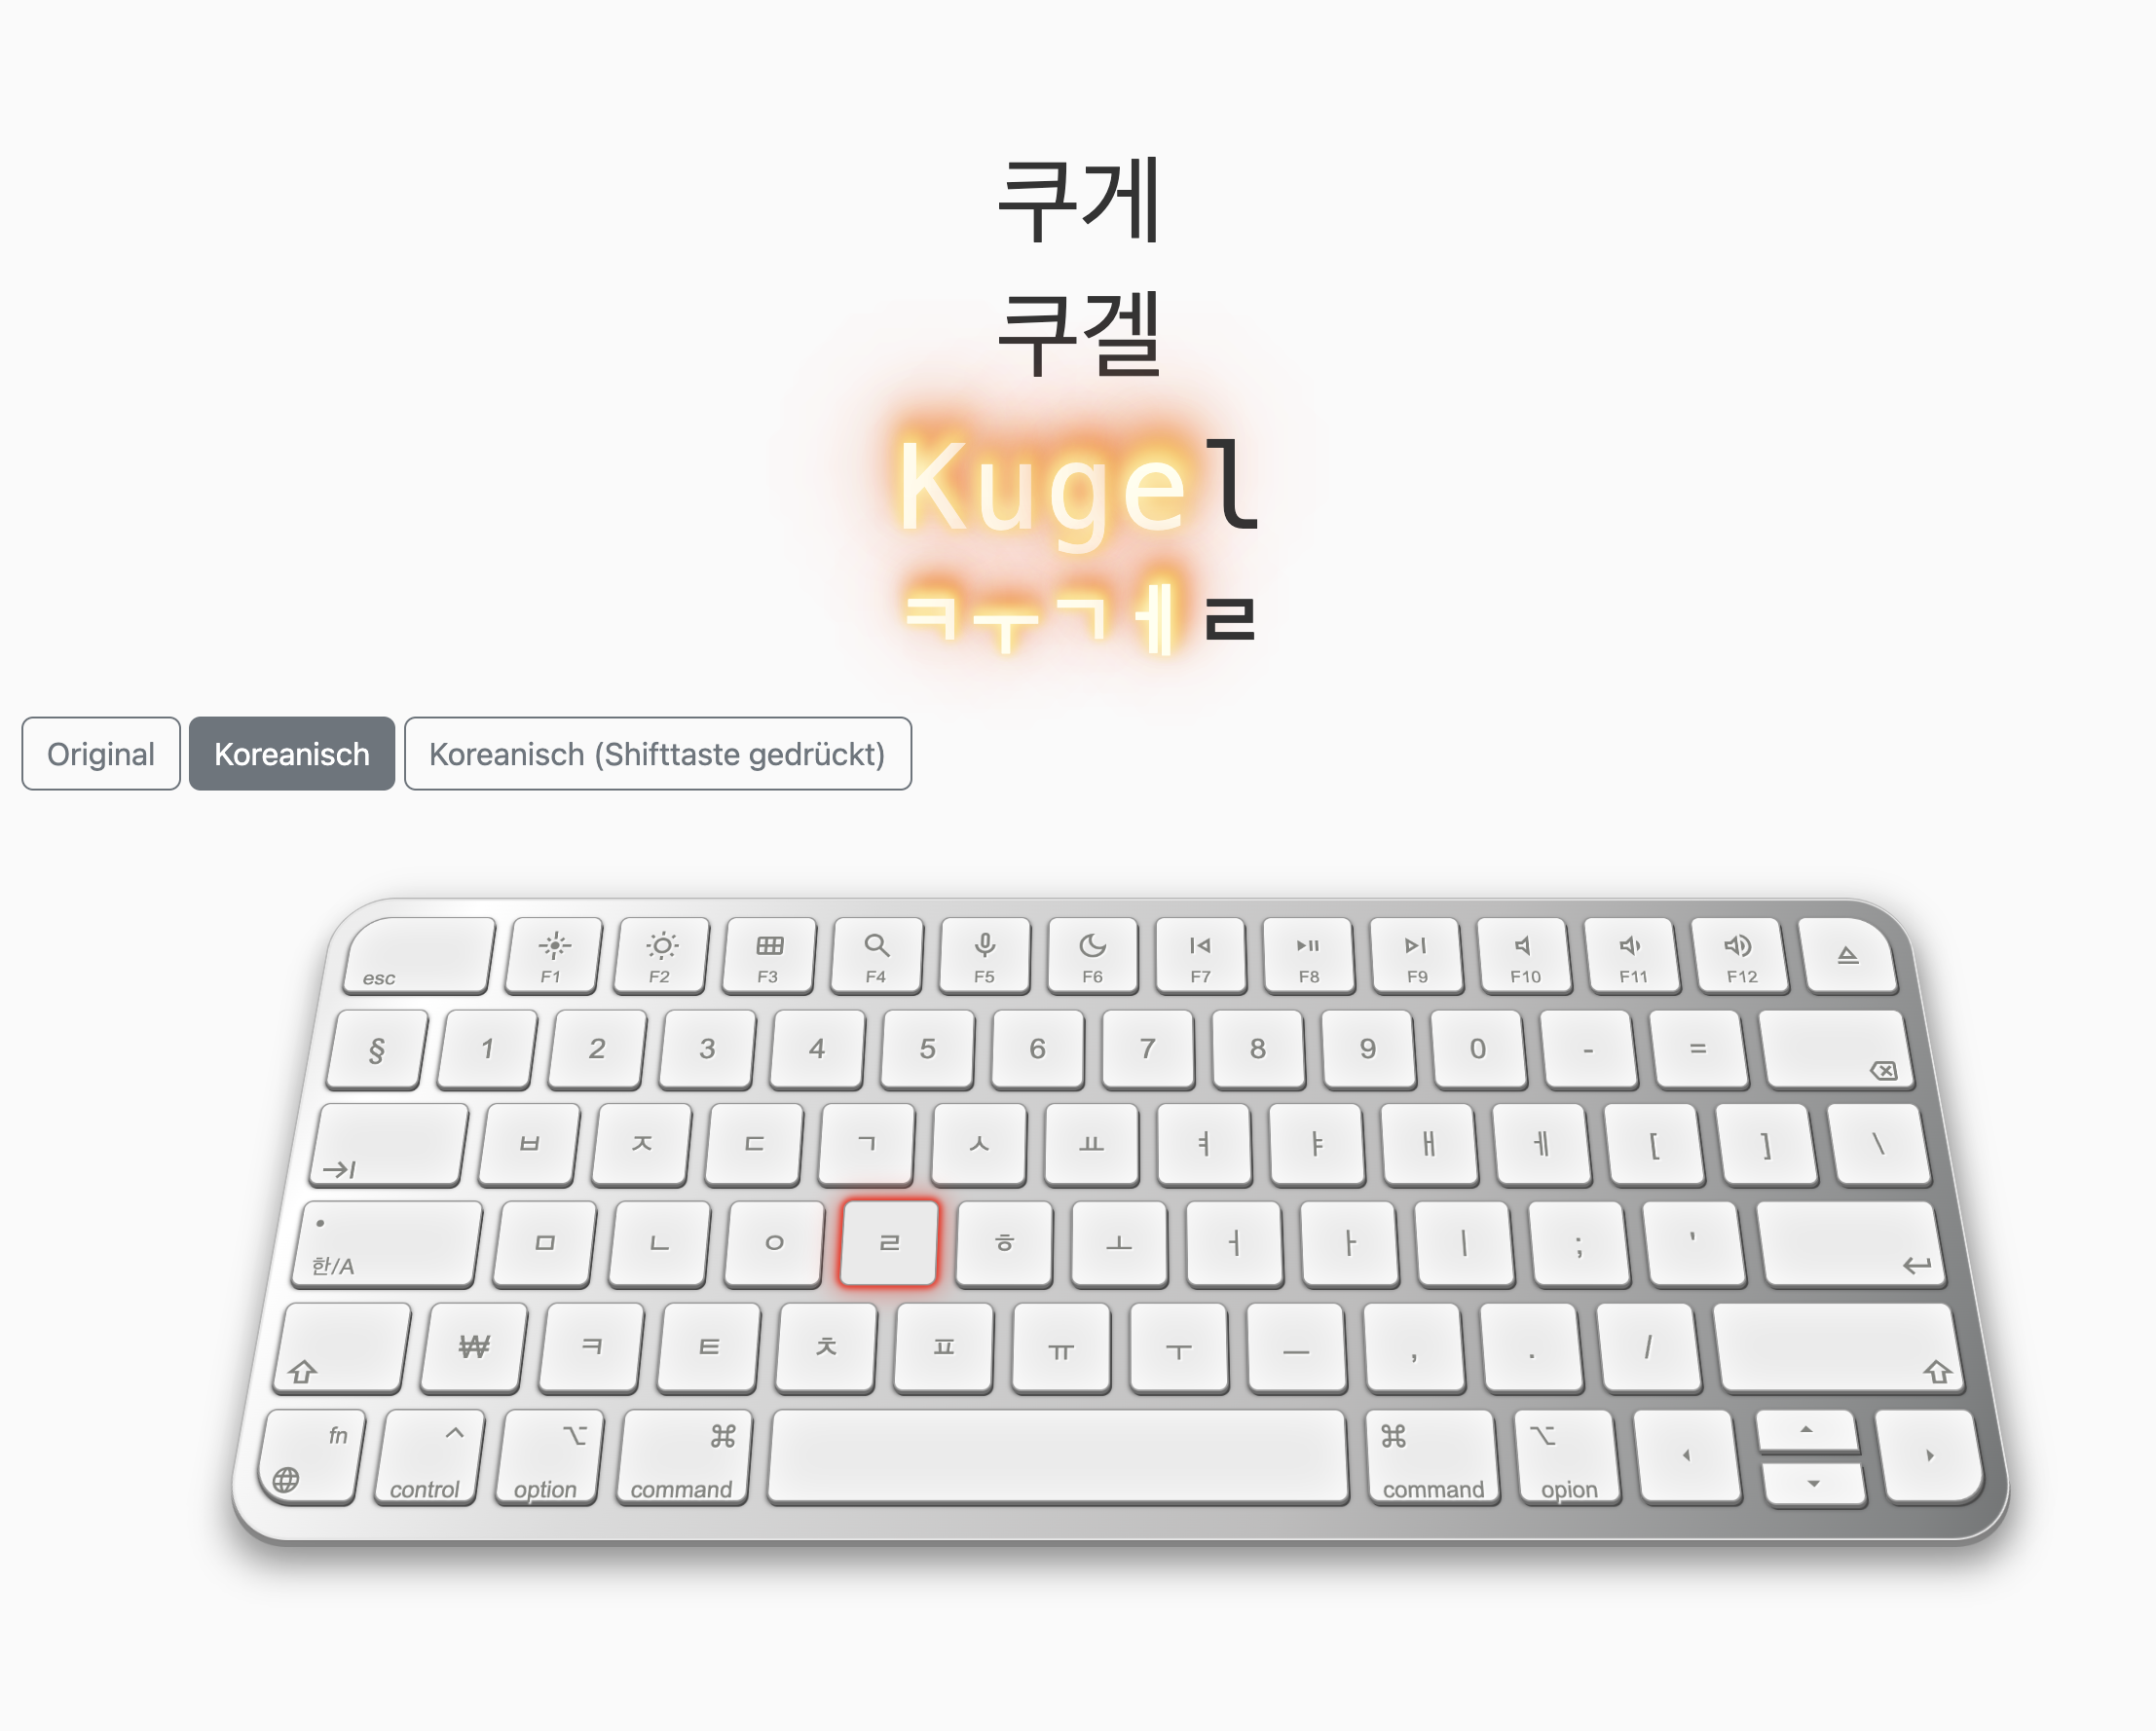 쿠게
쿠겔
Kugel
ㅋㅜㄱㅔㄹ
Original Koreanisch Koreanisch (Shifttaste gedrückt)
esc F1 F2 F3 F4 F5 F6 F7 F8 F9 F10 F11 F12
§ 1 2 3 4 5 6 7 8 9 0 - =
ㅂ ㅈ ㄷ ㄱ ㅅ ㅛ ㅕ ㅑ ㅐ ㅔ [ ] \
한/A ㅁ ㄴ ㅇ ㄹ ㅎ ㅗ ㅓ ㅏ ㅣ ; '
₩ ㅋ ㅌ ㅊ ㅍ ㅠ ㅜ ㅡ , . /
fn control option command command opion